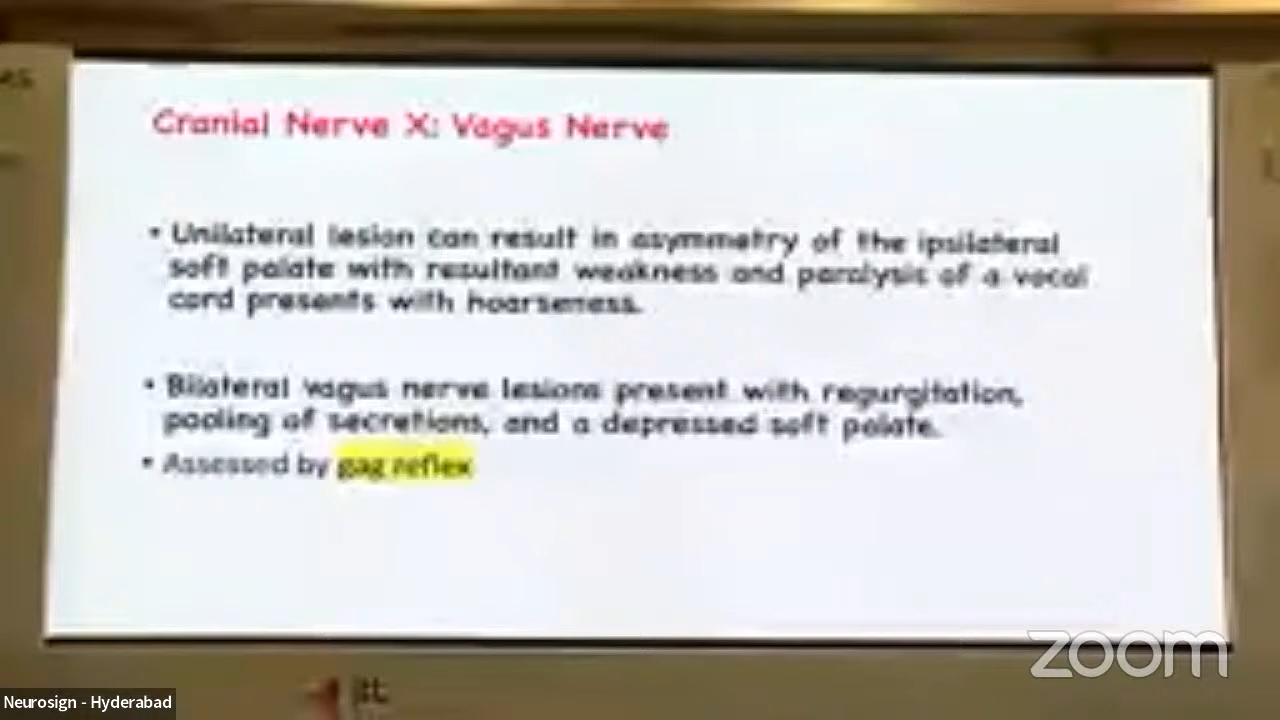 Cranial Nerve X: Vagus Nerve
• Unilateral lesion can result in asymmetry of the ipsilateral
soft palate with resultant weakness and paralysis of a vocal
cord presents with hoarseness.
• Bilateral vagus nerve lesions present with regurgitation,
pooling of secretions, and a depressed soft palate.
• Assessed by gag reflex
zoom
Neurosign - Hyderabad